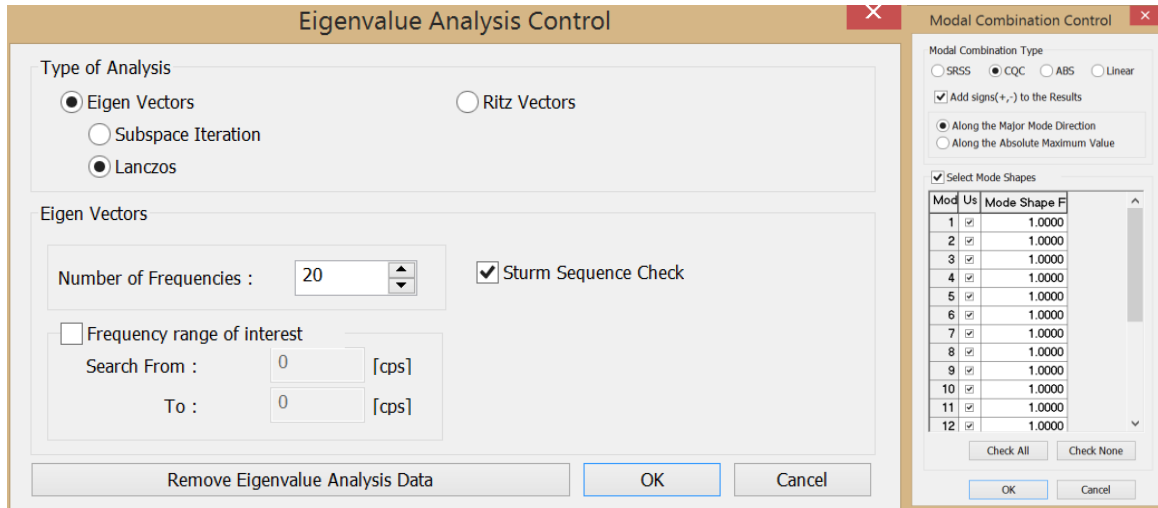 Eigenvalue Analysis Control
Type of Analysis
Eigen Vectors
Ritz Vectors
Subspace Iteration
Lanczos
Eigen Vectors
Number of Frequencies :
20
Sturm Sequence Check
Frequency range of interest
Search From :
0
[cps]
To :
0
[cps]
Remove Eigenvalue Analysis Data
OK
Cancel
Modal Combination Control
Modal Combination Type
SRSS CQC ABS Linear
Add signs(+,-) to the Results
Along the Major Mode Direction
Along the Absolute Maximum Value
Select Mode Shapes
Mod Us Mode Shape F
1 1.0000
2 1.0000
3 1.0000
4 1.0000
5 1.0000
6 1.0000
7 1.0000
8 1.0000
9 1.0000
10 1.0000
11 1.0000
12 1.0000
Check All Check None
OK Cancel